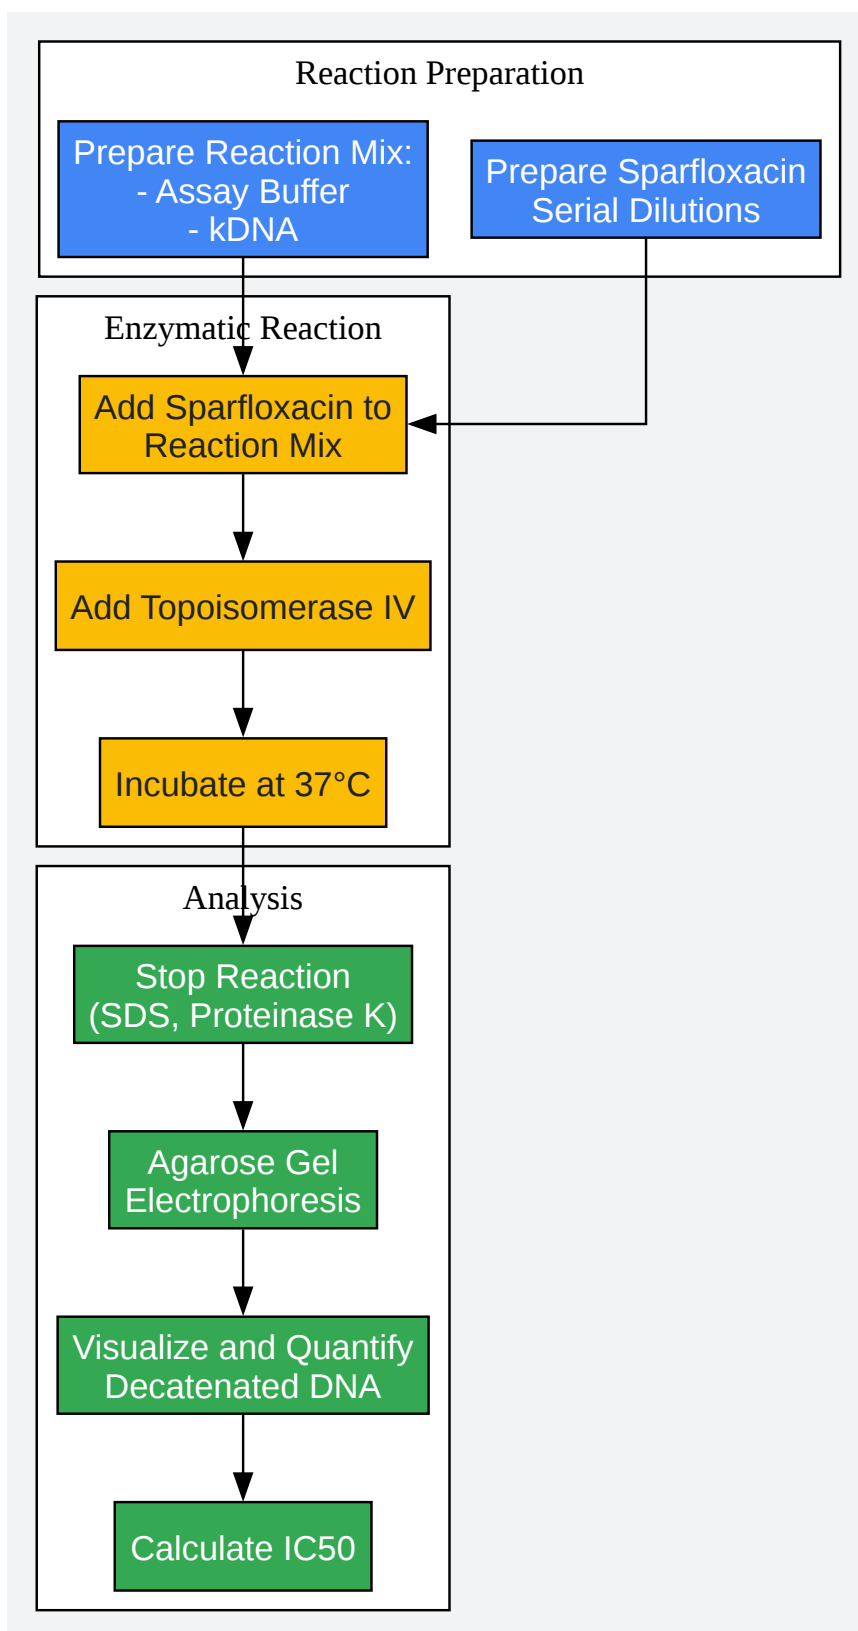 Reaction Preparation
Prepare Reaction Mix:
- Assay Buffer
- kDNA
Prepare Sparfloxacin
Serial Dilutions
Enzymatic Reaction
Add Sparfloxacin to
Reaction Mix
Add Topoisomerase IV
Incubate at 37°C
Analysis
Stop Reaction
(SDS, Proteinase K)
Agarose Gel
Electrophoresis
Visualize and Quantify
Decatenated DNA
Calculate IC50